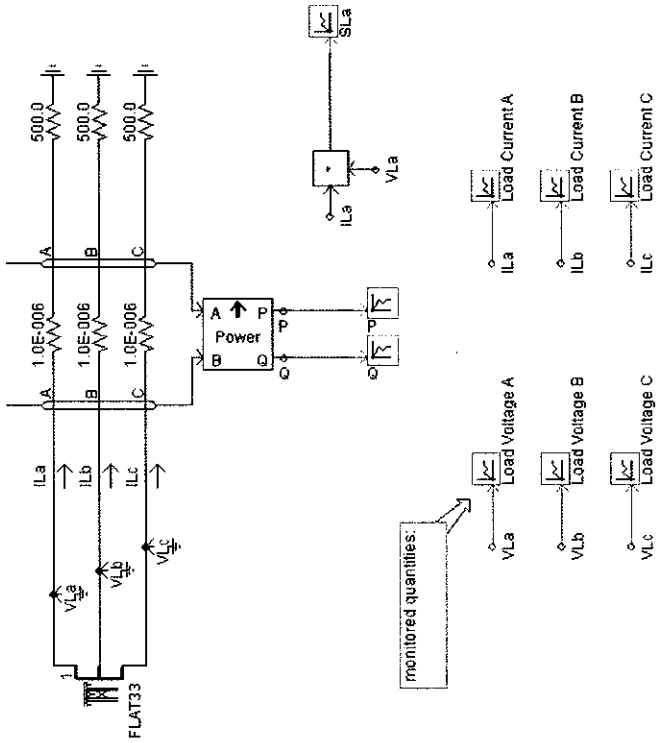 1
FLAT33
VLa
VLb
VLc
ILa
ILb
ILc
A
B
C
1.0E-006
1.0E-006
1.0E-006
A
B
C
500.0
500.0
500.0
A
B
Power
P
Q
P
Q
P
Q
ILa
VLa
SLa
monitored quantities:
VLa
Load Voltage A
VLb
Load Voltage B
VLc
Load Voltage C
ILa
Load Current A
ILb
Load Current B
ILc
Load Current C